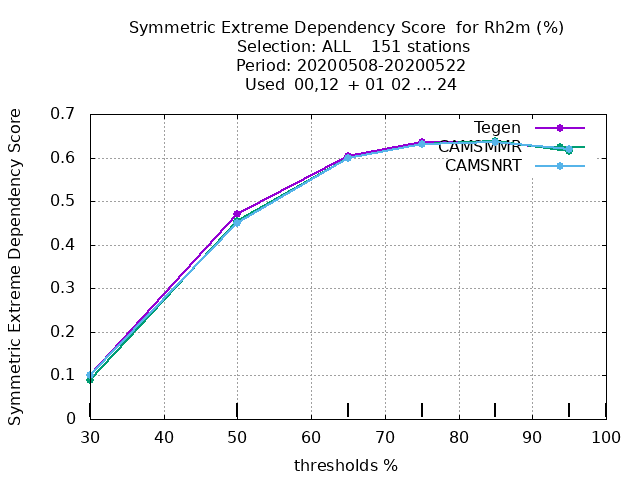 Symmetric Extreme Dependency Score for Rh2m (%)
Selection: ALL 151 stations
Period: 20200508-20200522
Used 00,12 + 01 02 ... 24
Symmetric Extreme Dependency Score
0.7
0.6
0.5
0.4
0.3
0.2
0.1
0
Tegen
CAMSMMR
CAMSNRT
30 40 50 60 70 80 90 100
thresholds %